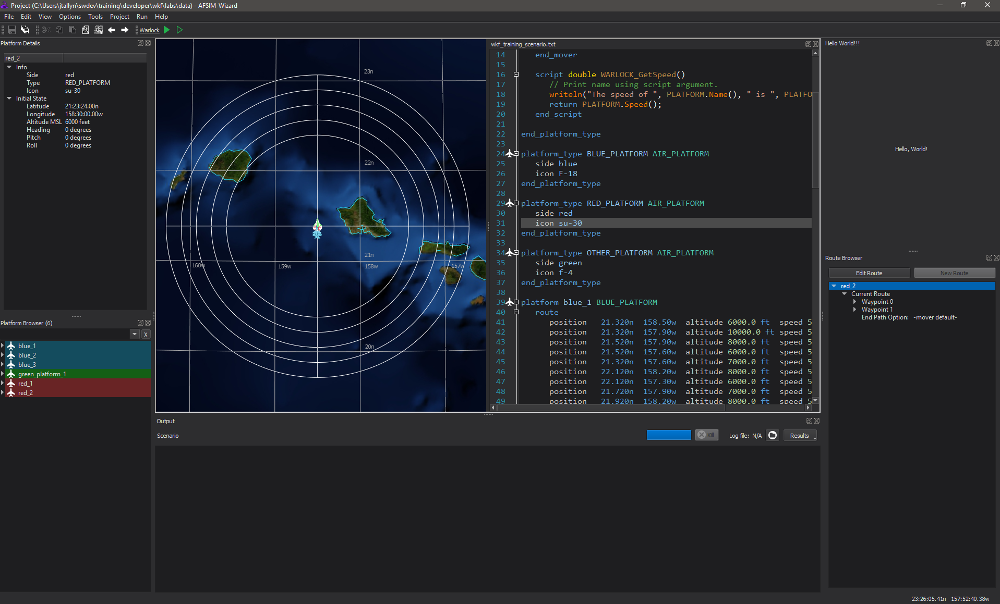 Project (C:\Users\jtallyn\swdev\training\developer\wkf\labs\data) - AFSIM-Wizard
File Edit View Options Tools Project Run Help
Warlock
Platform Details
red_2
Info
Side red
Type RED_PLATFORM
Icon su-30
Initial State
Latitude 21:23:24.00n
Longitude 158:30:00.00w
Altitude MSL 6000 feet
Heading 0 degrees
Pitch 0 degrees
Roll 0 degrees
Platform Browser (6)
X
blue_1
blue_2
blue_3
green_platform_1
red_1
red_2
23n
22n
21n
160w 159w 158w 157w
20n
wkf_training_scenario.txt
14 end_mover
15
16 script double WARLOCK_GetSpeed()
17 // Print name using script argument.
18 writeln("The speed of ", PLATFORM.Name(), " is ", PLATFO
19 return PLATFORM.Speed();
20 end_script
21
22 end_platform_type
23
24 platform_type BLUE_PLATFORM AIR_PLATFORM
25 side blue
26 icon F-18
27 end_platform_type
28
29 platform_type RED_PLATFORM AIR_PLATFORM
30 side red
31 icon su-30
32 end_platform_type
33
34 platform_type OTHER_PLATFORM AIR_PLATFORM
35 side green
36 icon f-4
37 end_platform_type
38
39 platform blue_1 BLUE_PLATFORM
40 route
41 position 21.320n 158.50w altitude 6000.0 ft speed 5
42 position 21.320n 157.90w altitude 10000.0 ft speed 5
43 position 21.520n 157.90w altitude 8000.0 ft speed 5
44 position 21.520n 157.60w altitude 6000.0 ft speed 5
45 position 21.320n 157.60w altitude 7000.0 ft speed 5
46 position 22.120n 158.20w altitude 8000.0 ft speed 5
47 position 22.120n 157.30w altitude 6000.0 ft speed 5
48 position 21.720n 157.90w altitude 7000.0 ft speed 5
49 position 21.920n 158.20w altitude 8000.0 ft speed 5
Output
Scenario
Kill
Log file: N/A
Results
Hello World!!!
Hello, World!
Route Browser
Edit Route New Route
red_2
Current Route
Waypoint 0
Waypoint 1
End Path Option: -mover default-
23:26:05.41n 157:52:40.38w